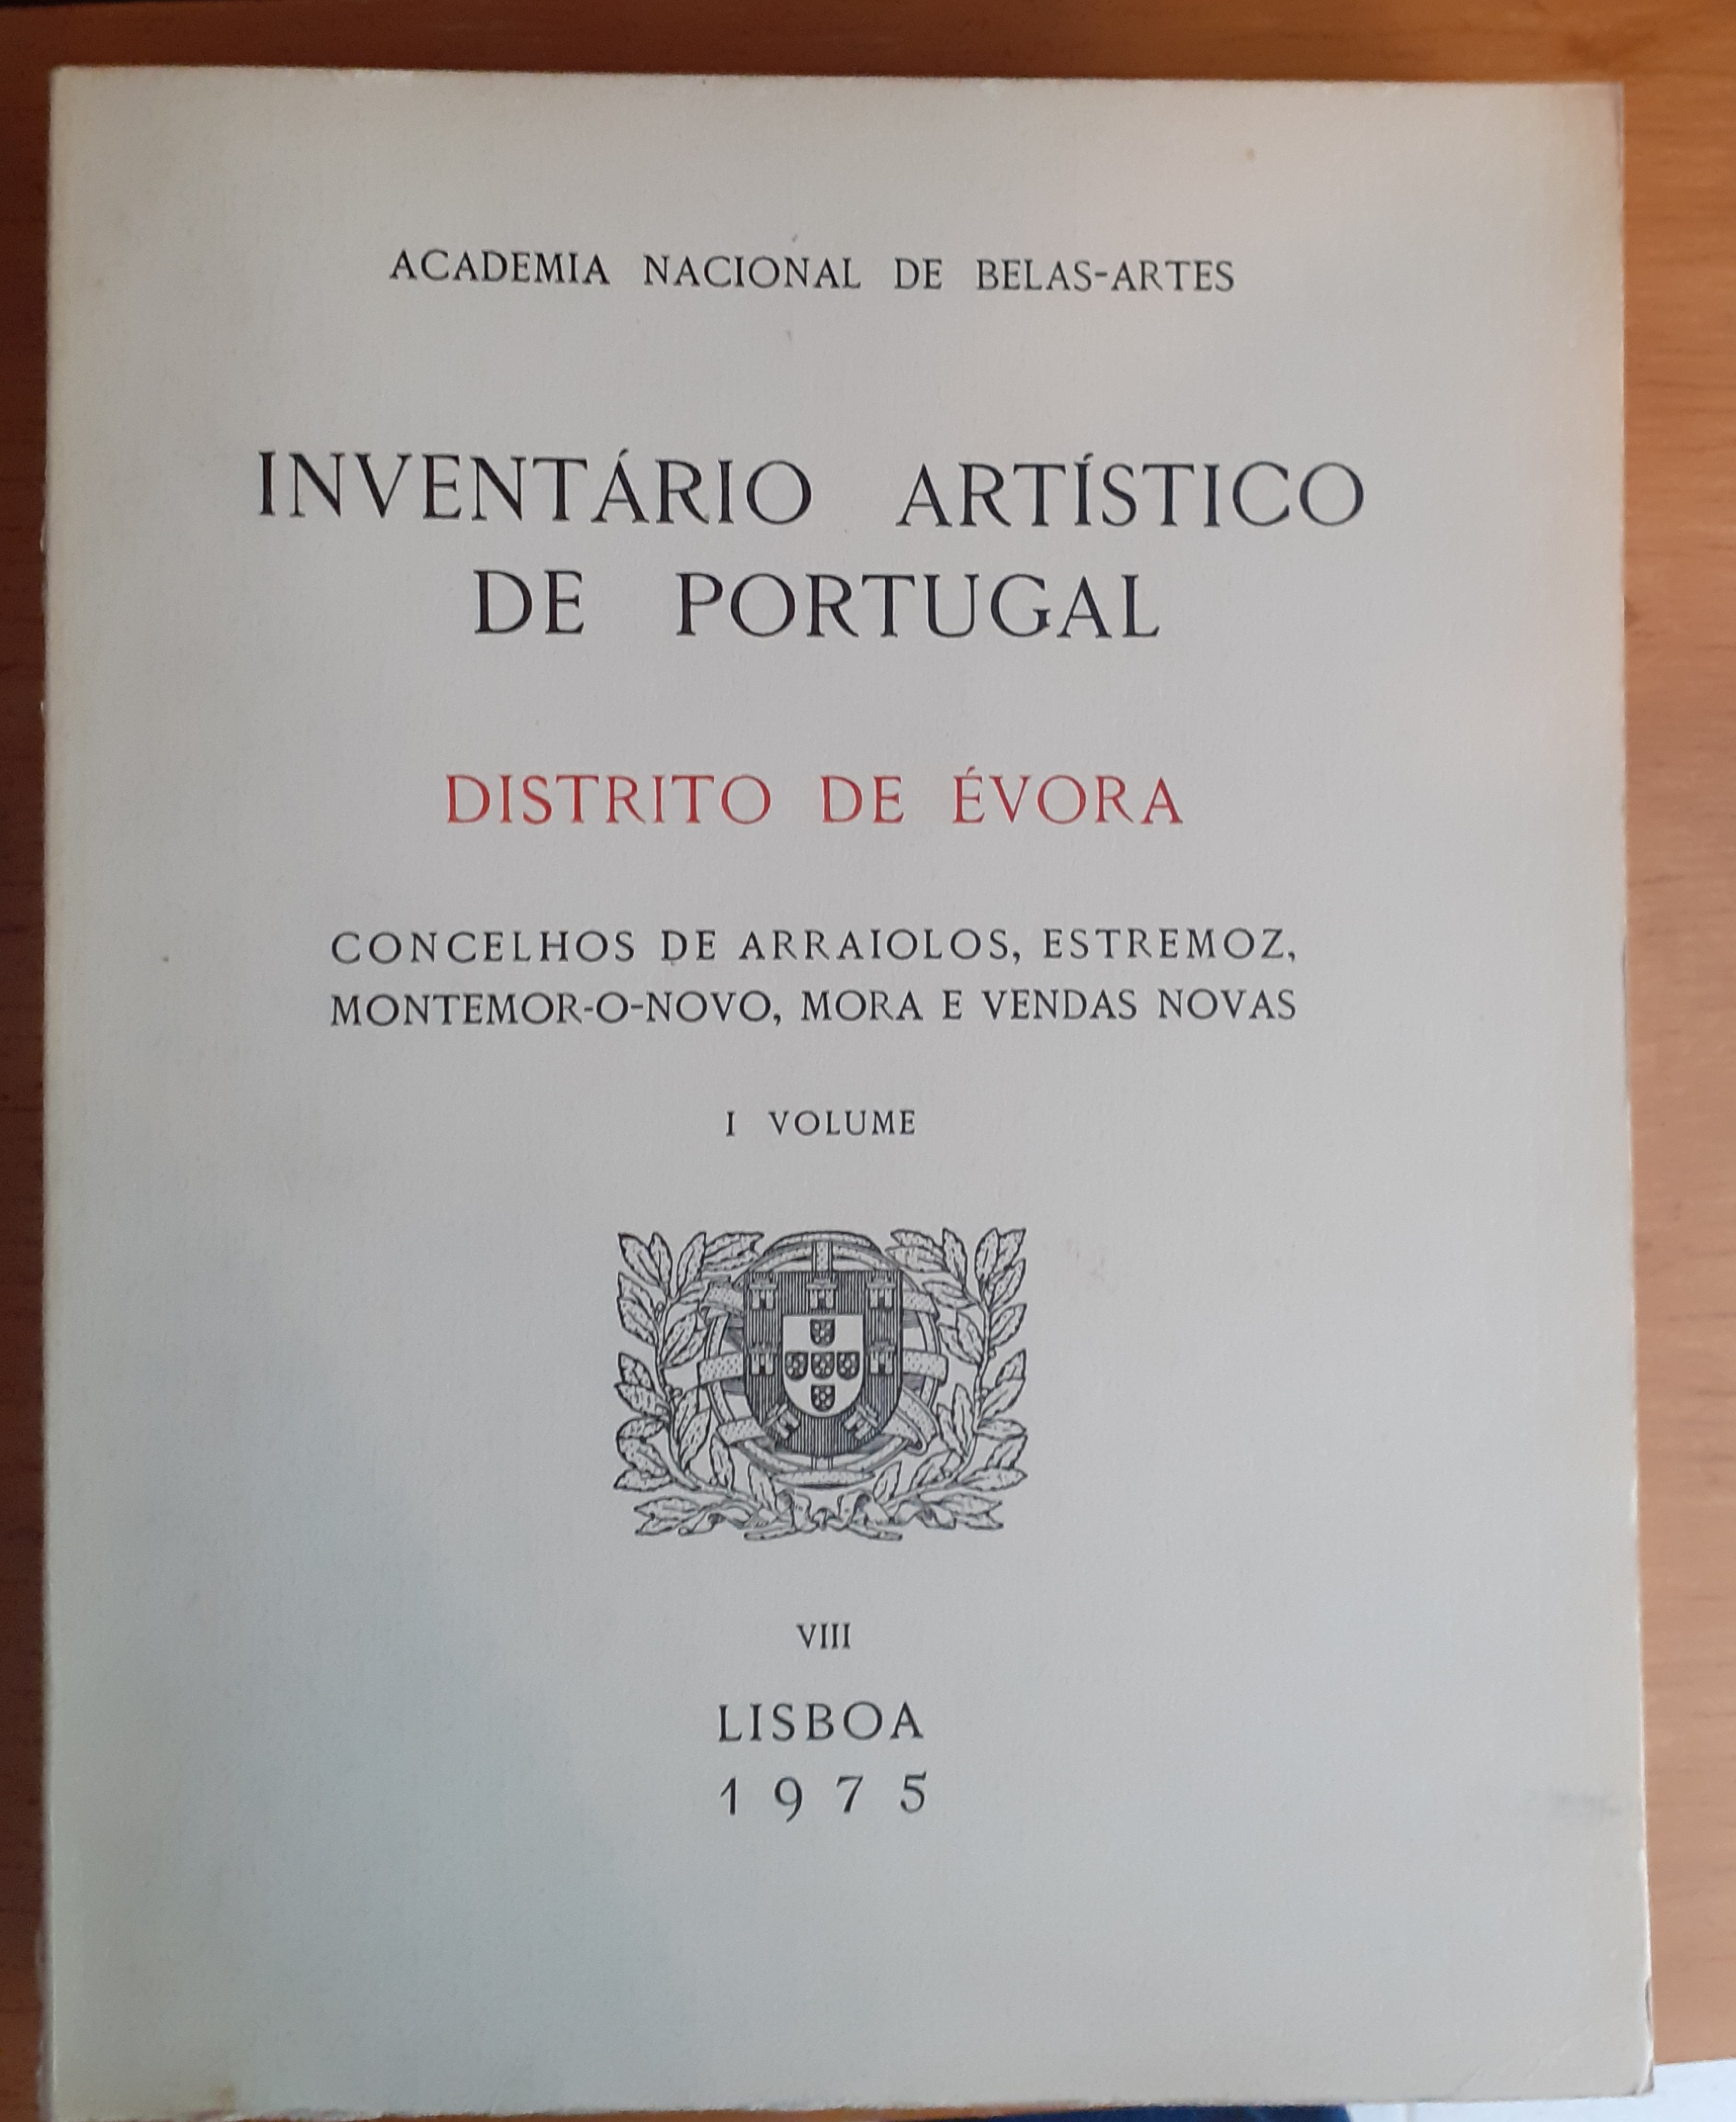 ACADEMIA NACIONAL DE BELAS-ARTES
INVENTÁRIO ARTÍSTICO
DE PORTUGAL
DISTRITO DE ÉVORA
CONCELHOS DE ARRAIOLOS, ESTREMOZ,
MONTEMOR-O-NOVO, MORA E VENDAS NOVAS
I VOLUME
VIII
LISBOA
1975